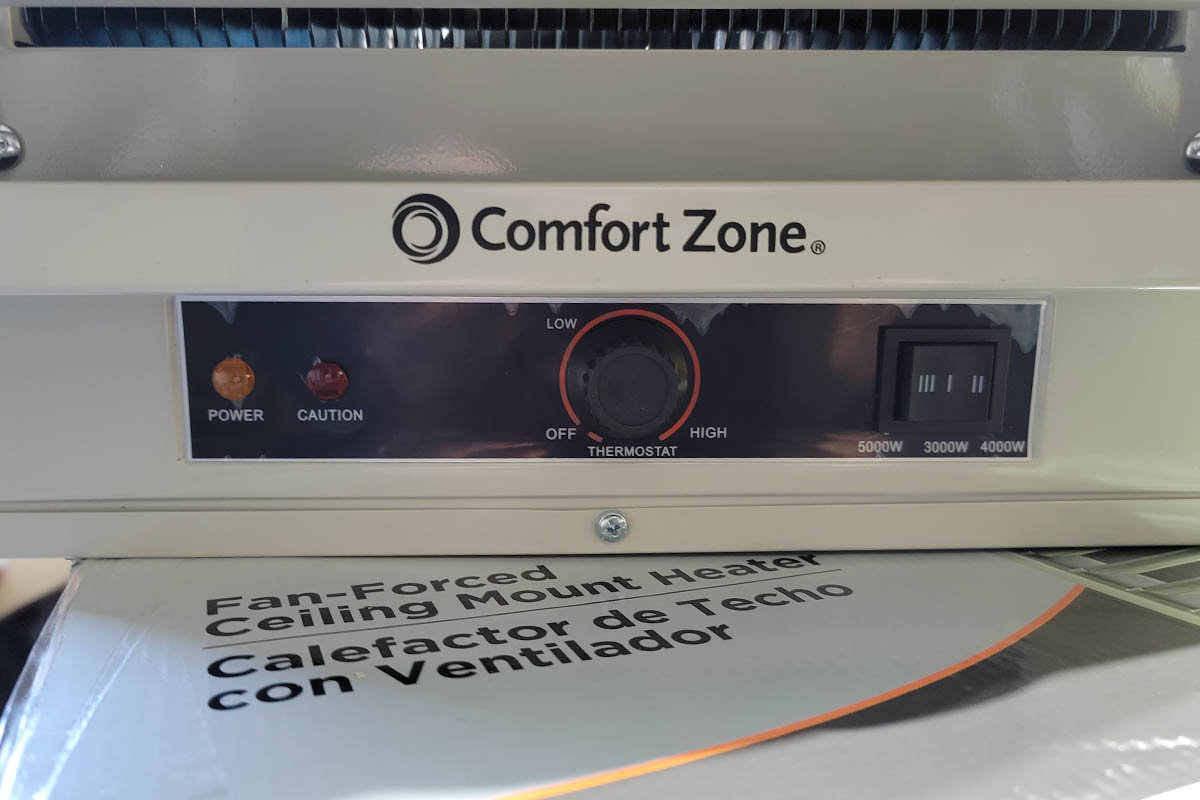 Comfort Zone®
LOW
POWER
CAUTION
OFF
HIGH
THERMOSTAT
III I II
5000W 3000W 4000W
Fan-Forced
Ceiling Mount Heater
Calefactor de Techo
con Ventilador